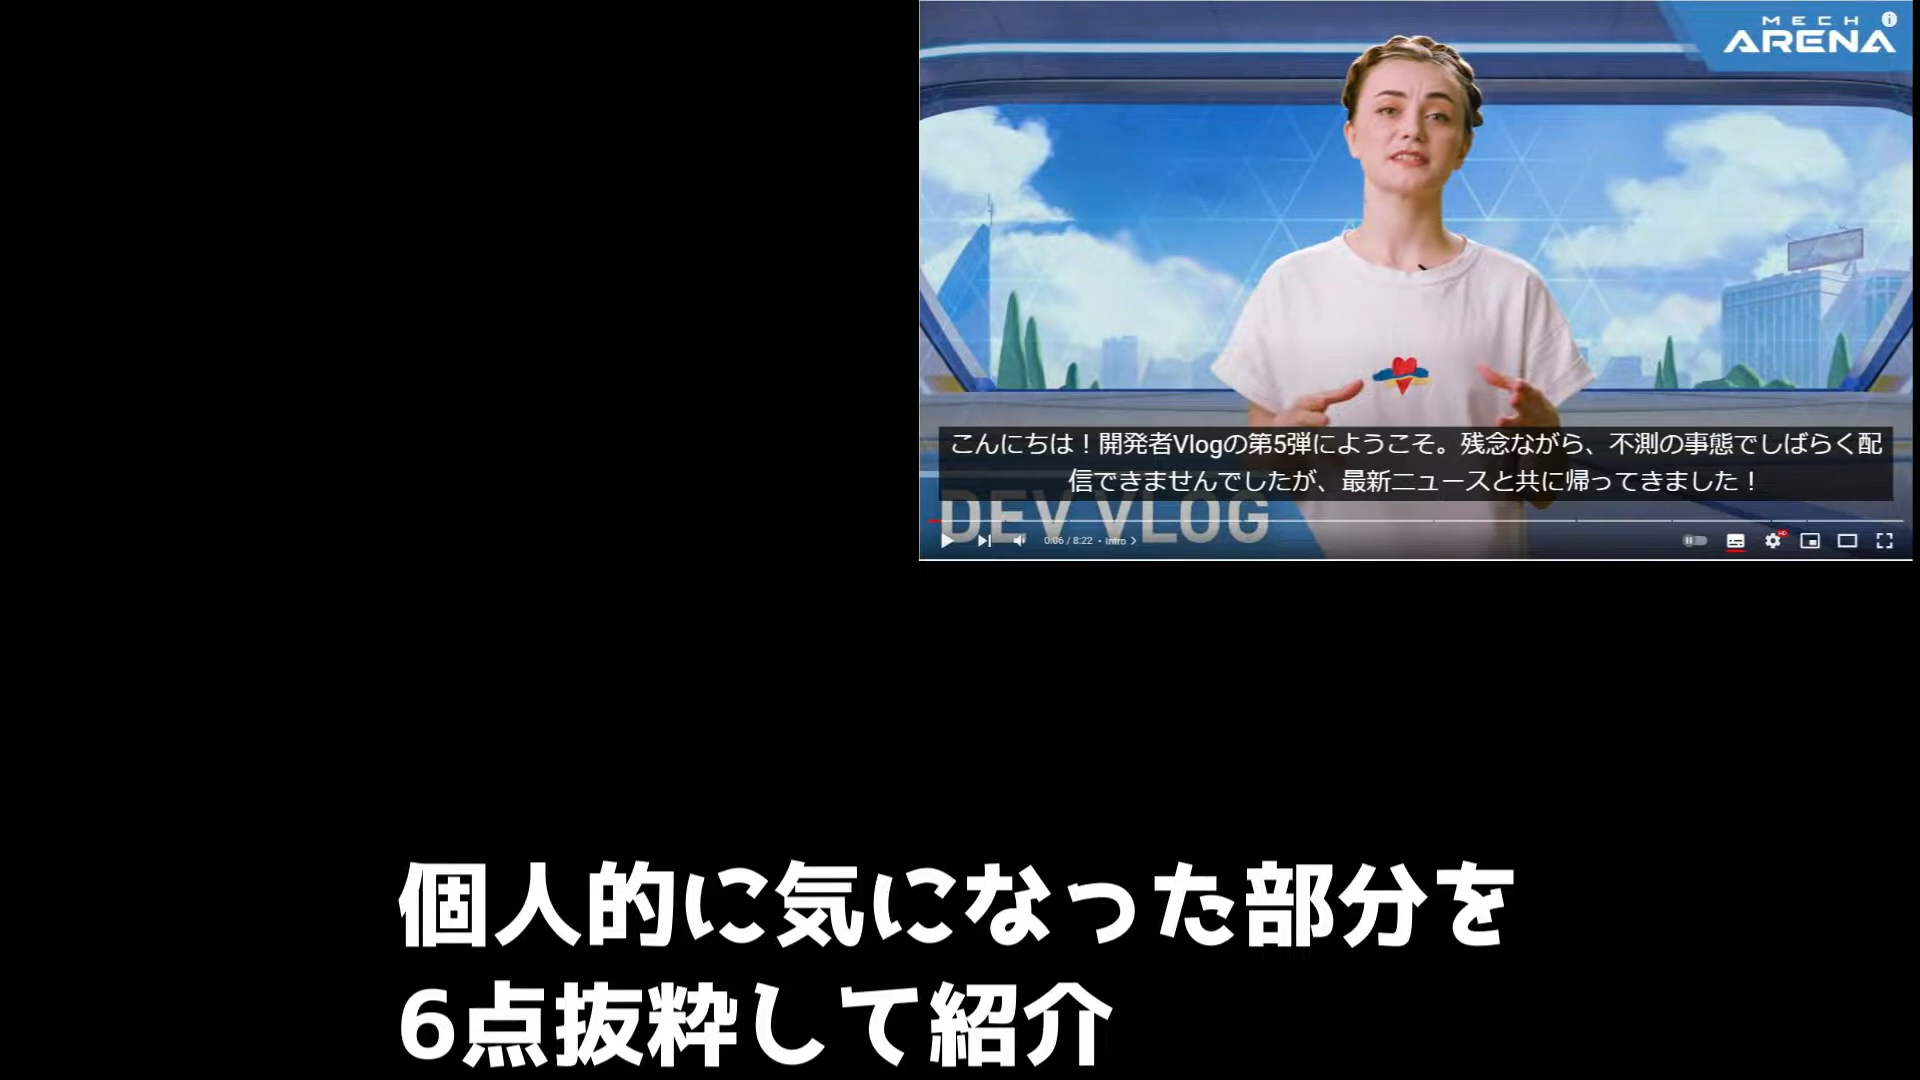 MECH
ARENA
こんにちは！開発者Vlogの第5弾にようこそ。残念ながら、不測の事態でしばらく配
信できませんでしたが、最新ニュースと共に帰ってきました！
DEV VLOG
0:06 / 8:22 • Intro >
HD
個人的に気になった部分を
6点抜粋して紹介